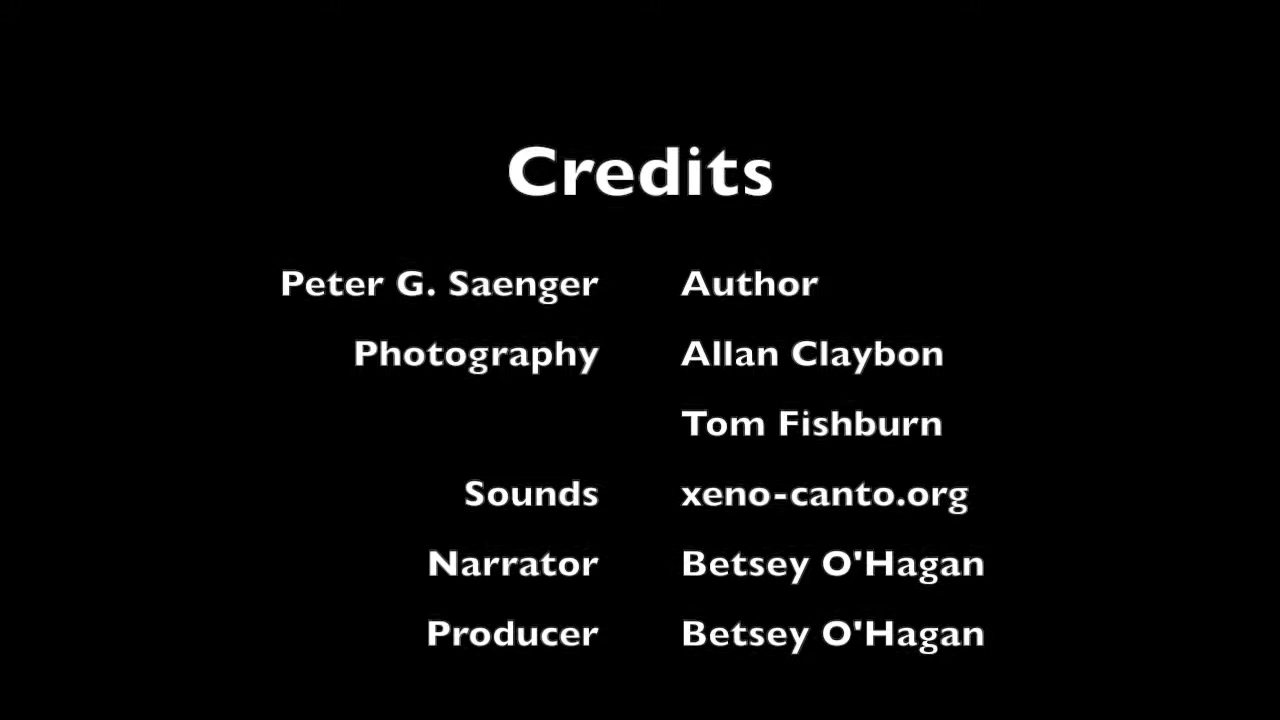 Credits
Peter G. Saenger Author
Photography Allan Claybon
Tom Fishburn
Sounds xeno-canto.org
Narrator Betsey O'Hagan
Producer Betsey O'Hagan